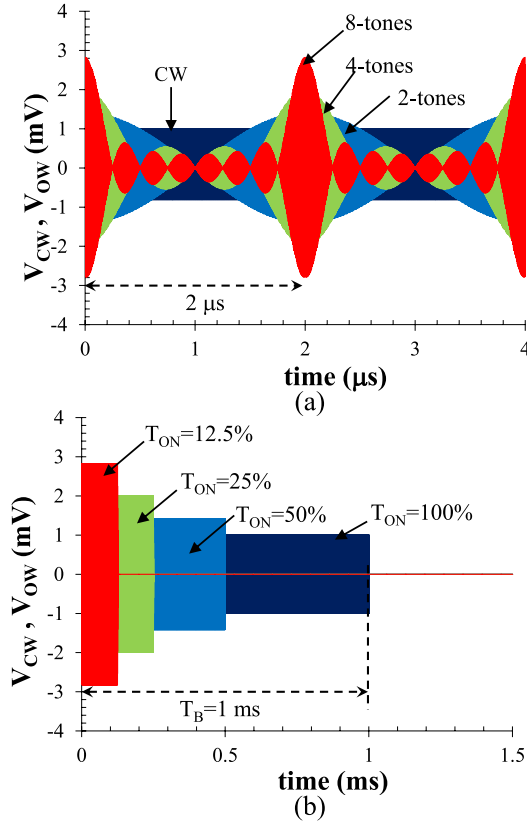 (a)
8-tones
4-tones
CW
2-tones
V_CW , V_OW (mV)
4
3
2
1
0
-1
-2
-3
-4
2 μs
0
1
2
3
4
time (μs)
(a)
T_ON=12.5%
T_ON=25%
T_ON=50%
T_ON=100%
V_CW , V_OW (mV)
4
3
2
1
0
-1
-2
-3
-4
T_B=1 ms
0
0.5
1
1.5
time (ms)
(b)